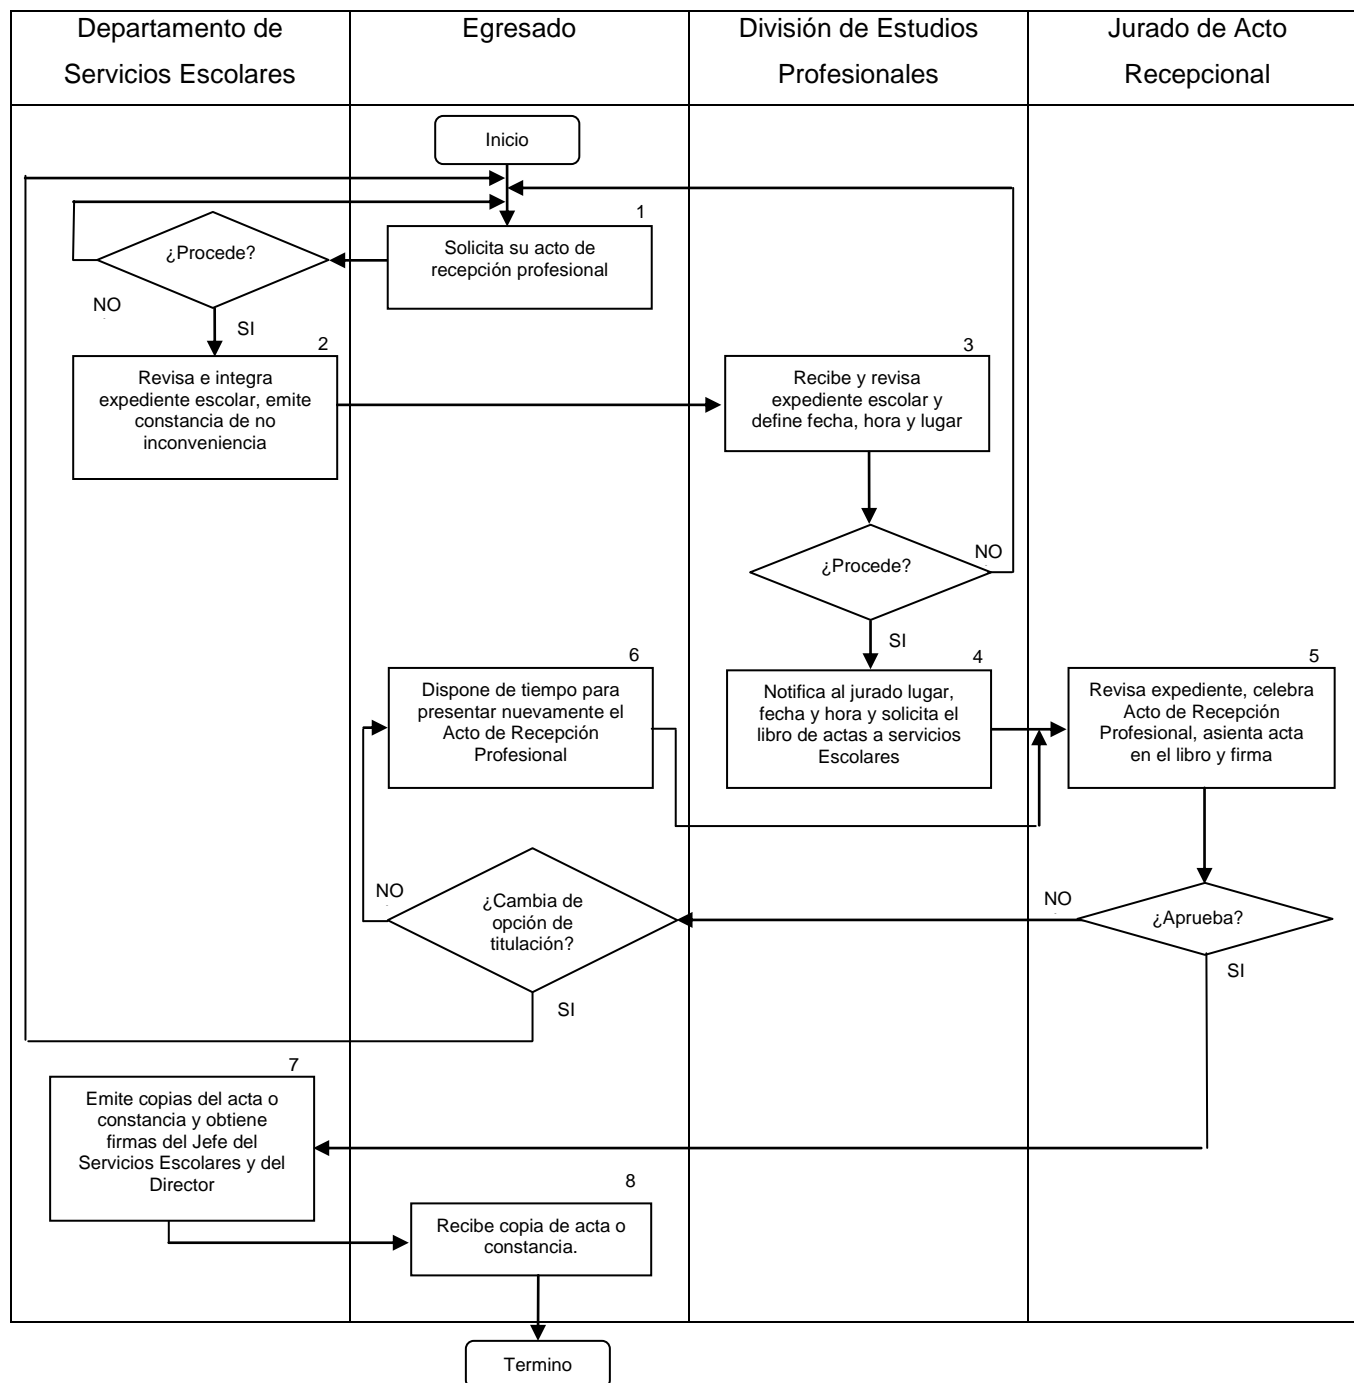 Departamento de
Servicios Escolares
Egresado
División de Estudios
Profesionales
Jurado de Acto
Recepcional
Inicio
1
Solicita su acto de
recepción profesional
¿Procede?
NO
SI
2
Revisa e integra
expediente escolar, emite
constancia de no
inconveniencia
3
Recibe y revisa
expediente escolar y
define fecha, hora y lugar
¿Procede?
NO
SI
4
Notifica al jurado lugar,
fecha y hora y solicita el
libro de actas a servicios
Escolares
5
Revisa expediente, celebra
Acto de Recepción
Profesional, asienta acta
en el libro y firma
6
Dispone de tiempo para
presentar nuevamente el
Acto de Recepción
Profesional
¿Aprueba?
NO
SI
¿Cambia de
opción de
titulación?
NO
SI
7
Emite copias del acta o
constancia y obtiene
firmas del Jefe del
Servicios Escolares y del
Director
8
Recibe copia de acta o
constancia.
Termino